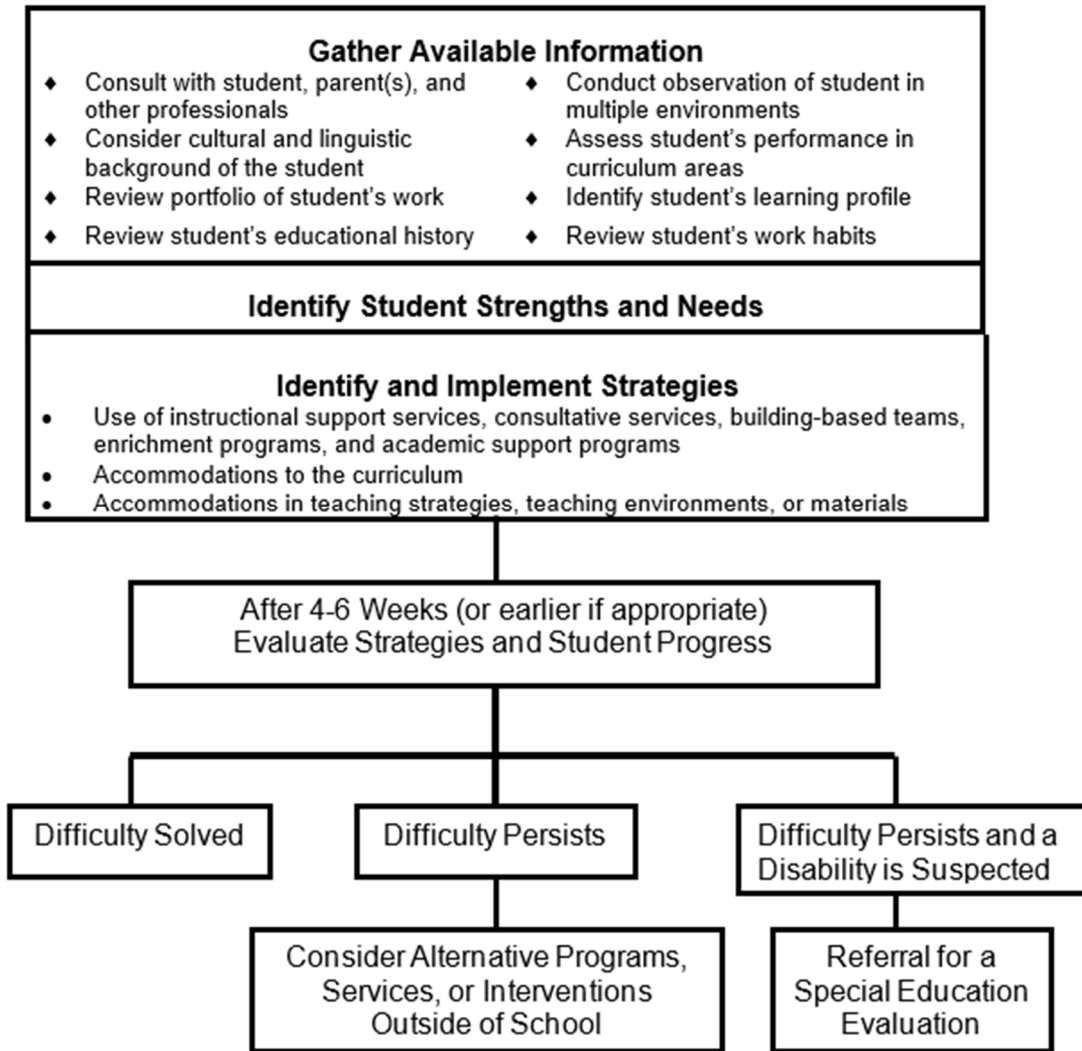 Gather Available Information
♦ Consult with student, parent(s), and
other professionals
♦ Consider cultural and linguistic
background of the student
♦ Review portfolio of student's work
♦ Review student's educational history
♦ Conduct observation of student in
multiple environments
♦ Assess student's performance in
curriculum areas
♦ Identify student's learning profile
♦ Review student's work habits
Identify Student Strengths and Needs
Identify and Implement Strategies
• Use of instructional support services, consultative services, building-based teams,
enrichment programs, and academic support programs
• Accommodations to the curriculum
• Accommodations in teaching strategies, teaching environments, or materials
After 4-6 Weeks (or earlier if appropriate)
Evaluate Strategies and Student Progress
Difficulty Solved
Difficulty Persists
Difficulty Persists and a
Disability is Suspected
Consider Alternative Programs,
Services, or Interventions
Outside of School
Referral for a
Special Education
Evaluation